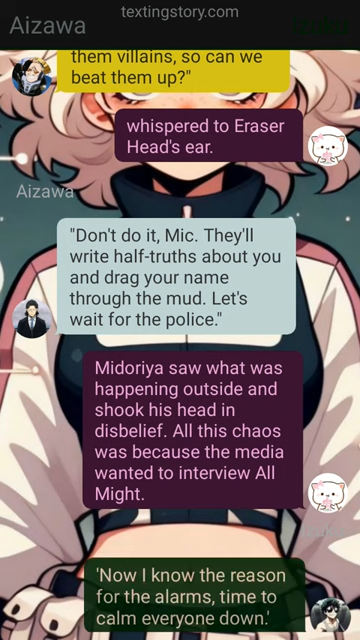 textingstory.com
Aizawa
them villains, so can we
beat them up?"
whispered to Eraser
Head's ear.
Aizawa
"Don't do it, Mic. They'll
write half-truths about you
and drag your name
through the mud. Let's
wait for the police."
Midoriya saw what was
happening outside and
shook his head in
disbelief. All this chaos
was because the media
wanted to interview All
Might.
'Now I know the reason
for the alarms, time to
calm everyone down.'